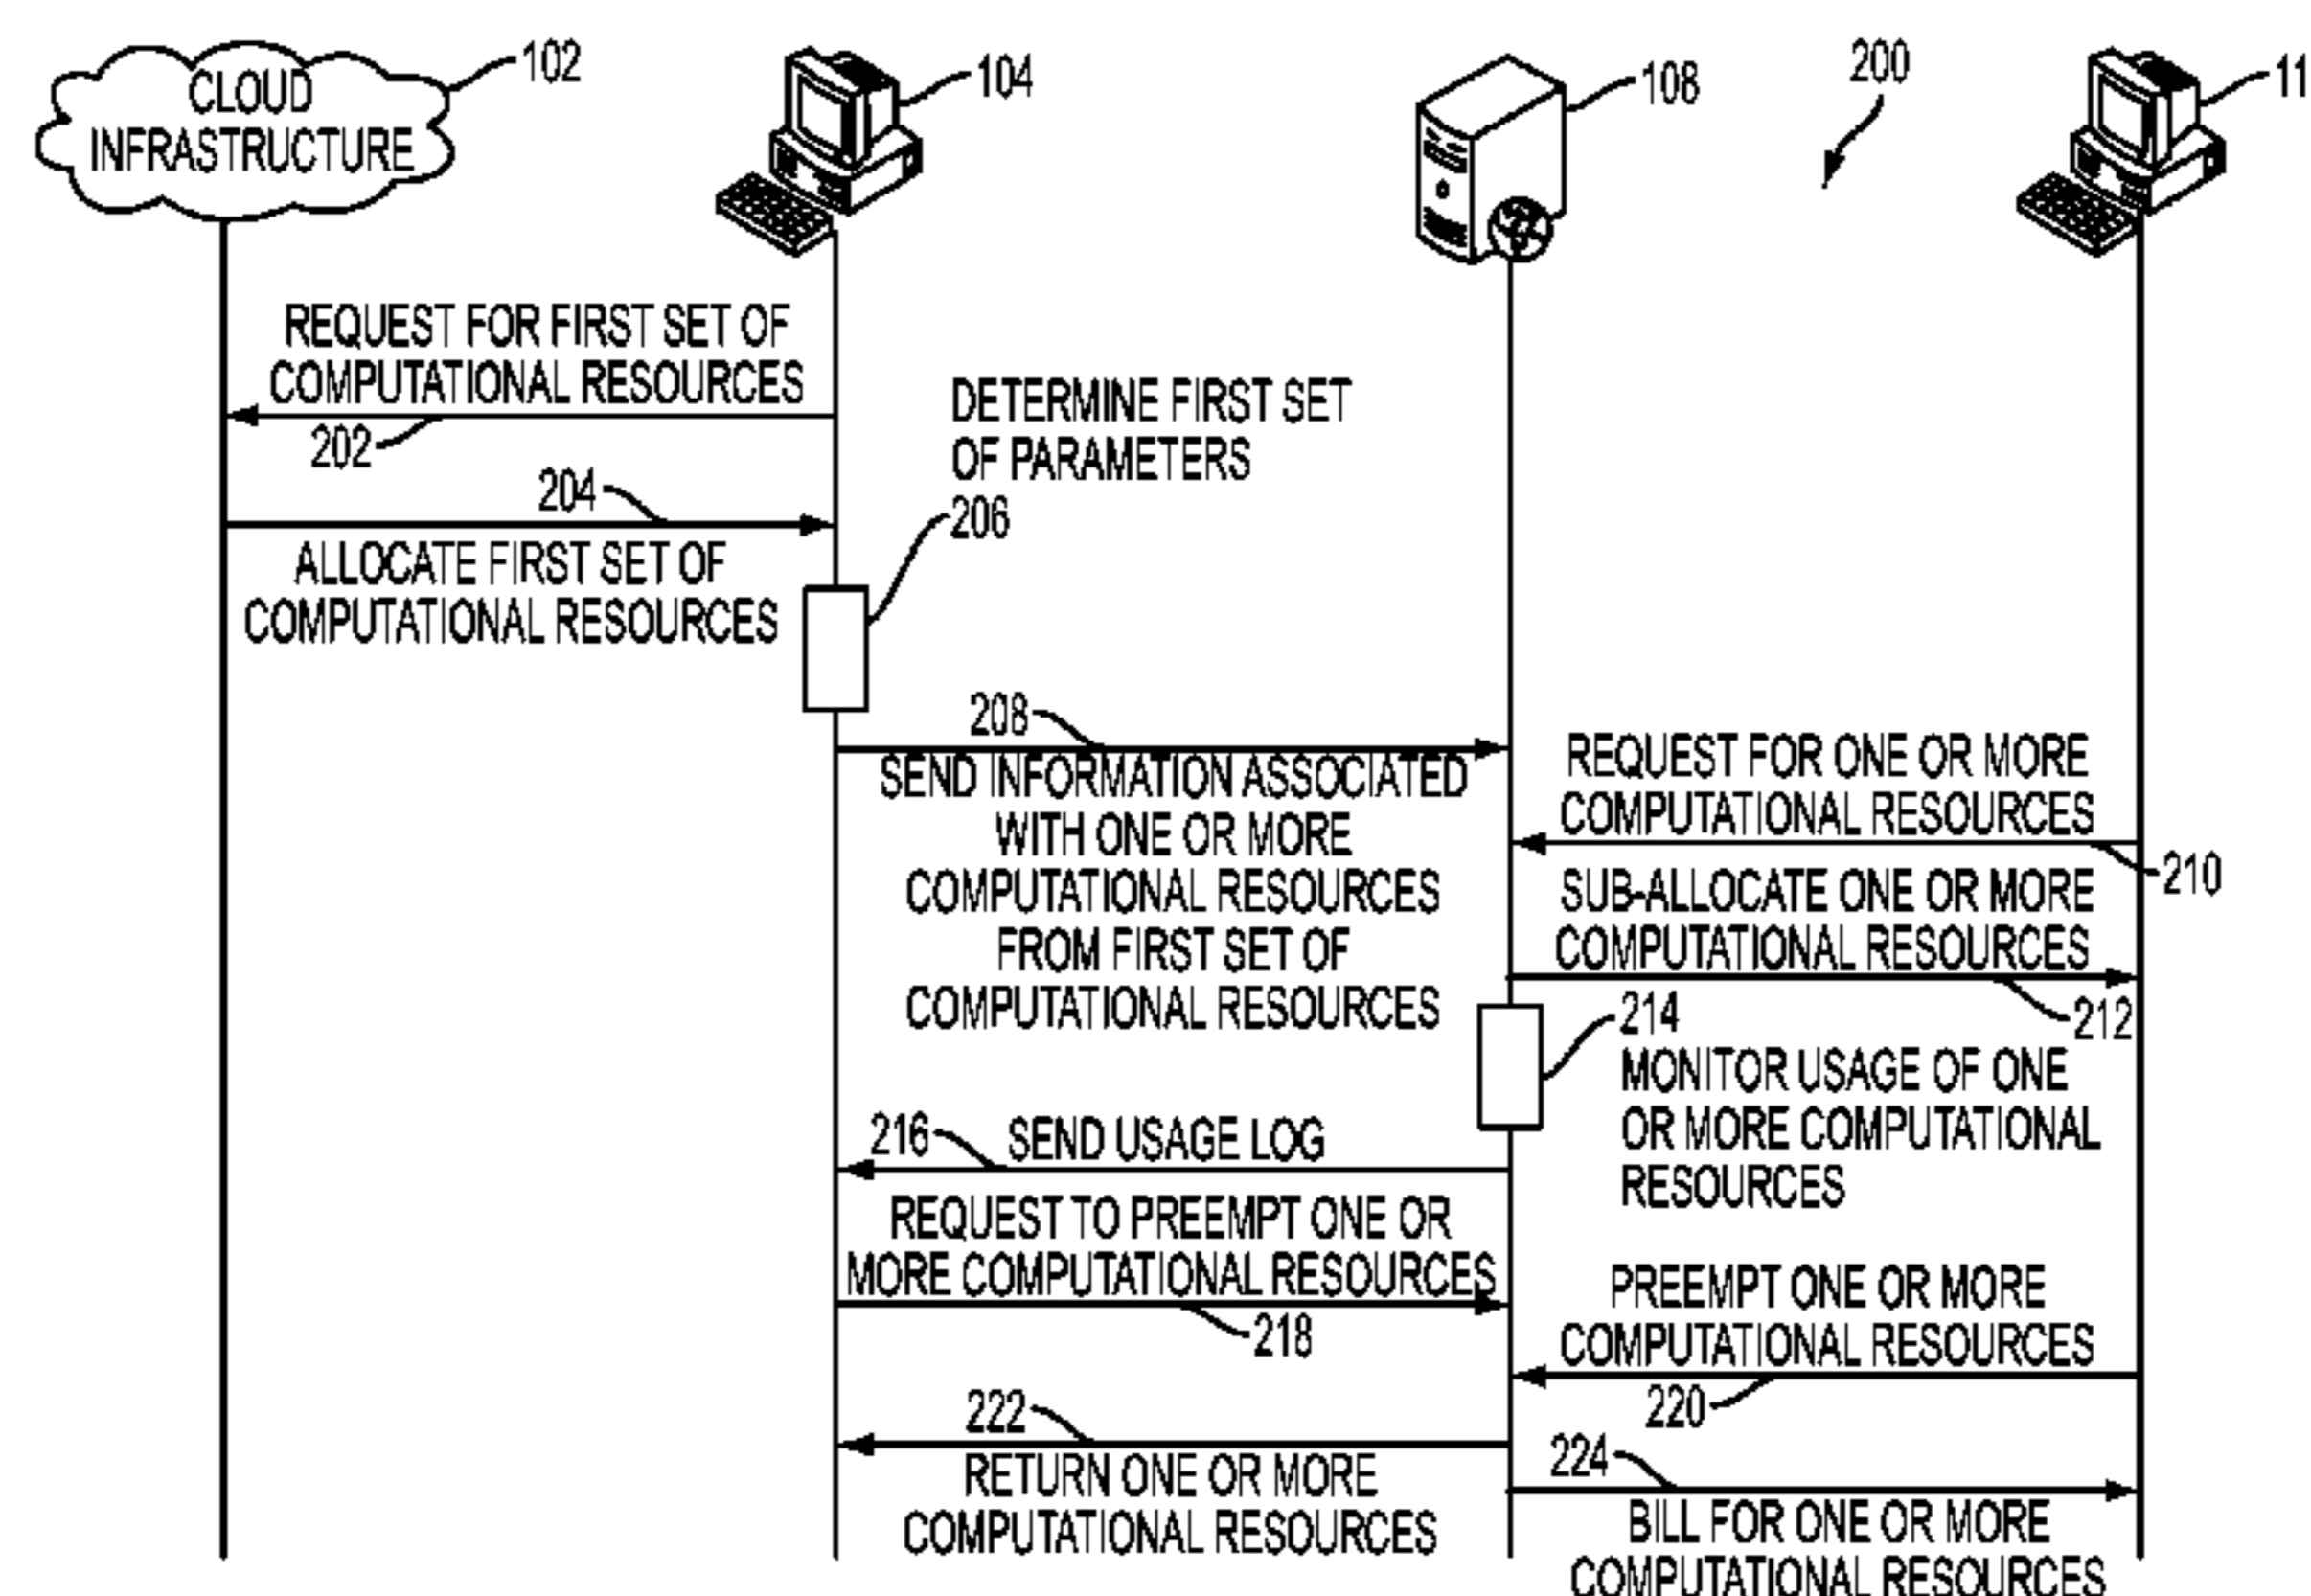 CLOUD
INFRASTRUCTURE
102
104
108
200
11
REQUEST FOR FIRST SET OF
COMPUTATIONAL RESOURCES
202
204
ALLOCATE FIRST SET OF
COMPUTATIONAL RESOURCES
DETERMINE FIRST SET
OF PARAMETERS
206
208
SEND INFORMATION ASSOCIATED
WITH ONE OR MORE
COMPUTATIONAL RESOURCES
FROM FIRST SET OF
COMPUTATIONAL RESOURCES
REQUEST FOR ONE OR MORE
COMPUTATIONAL RESOURCES
210
SUB-ALLOCATE ONE OR MORE
COMPUTATIONAL RESOURCES
212
214
MONITOR USAGE OF ONE
OR MORE COMPUTATIONAL
RESOURCES
216
SEND USAGE LOG
REQUEST TO PREEMPT ONE OR
MORE COMPUTATIONAL RESOURCES
218
PREEMPT ONE OR MORE
COMPUTATIONAL RESOURCES
220
222
RETURN ONE OR MORE
COMPUTATIONAL RESOURCES
224
BILL FOR ONE OR MORE
COMPUTATIONAL RESOURCES